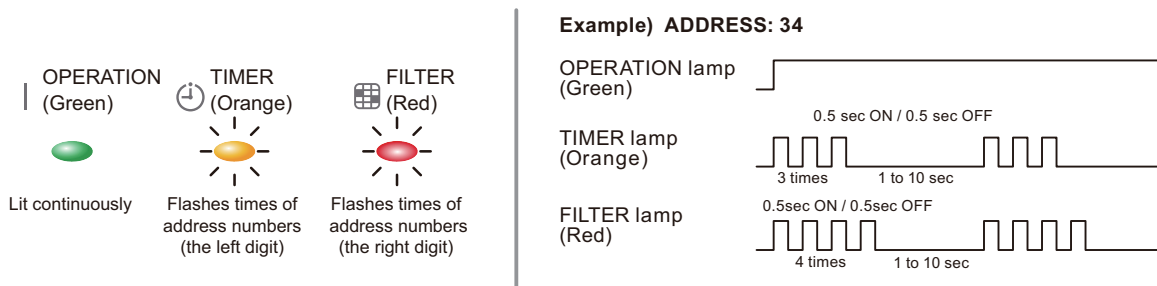 OPERATION
(Green)
Lit continuously
TIMER
(Orange)
Flashes times of
address numbers
(the left digit)
FILTER
(Red)
Flashes times of
address numbers
(the right digit)
Example) ADDRESS: 34
OPERATION lamp
(Green)
0.5 sec ON / 0.5 sec OFF
TIMER lamp
(Orange)
3 times
1 to 10 sec
0.5sec ON / 0.5sec OFF
FILTER lamp
(Red)
4 times
1 to 10 sec